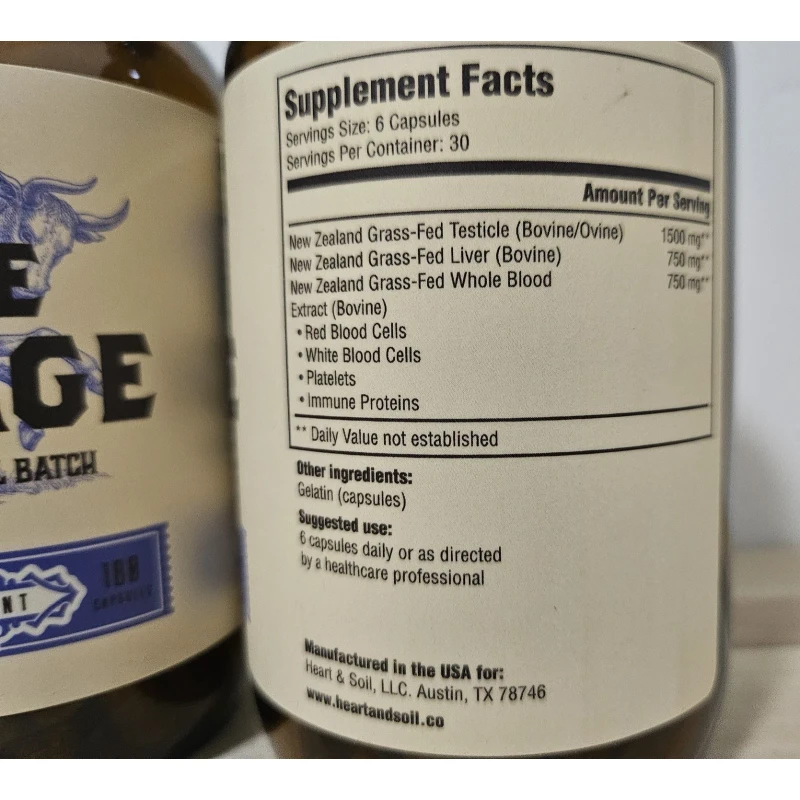 E
AGE
BATCH
NT
180
CAPSULES
Supplement Facts
Servings Size: 6 Capsules
Servings Per Container: 30
Amount Per Serving
New Zealand Grass-Fed Testicle (Bovine/Ovine) 1500 mg**
New Zealand Grass-Fed Liver (Bovine) 750 mg**
New Zealand Grass-Fed Whole Blood 750 mg**
Extract (Bovine)
• Red Blood Cells
• White Blood Cells
• Platelets
• Immune Proteins
** Daily Value not established
Other ingredients:
Gelatin (capsules)
Suggested use:
6 capsules daily or as directed
by a healthcare professional
Manufactured in the USA for:
Heart & Soil, LLC. Austin, TX 78746
www.heartandsoil.co